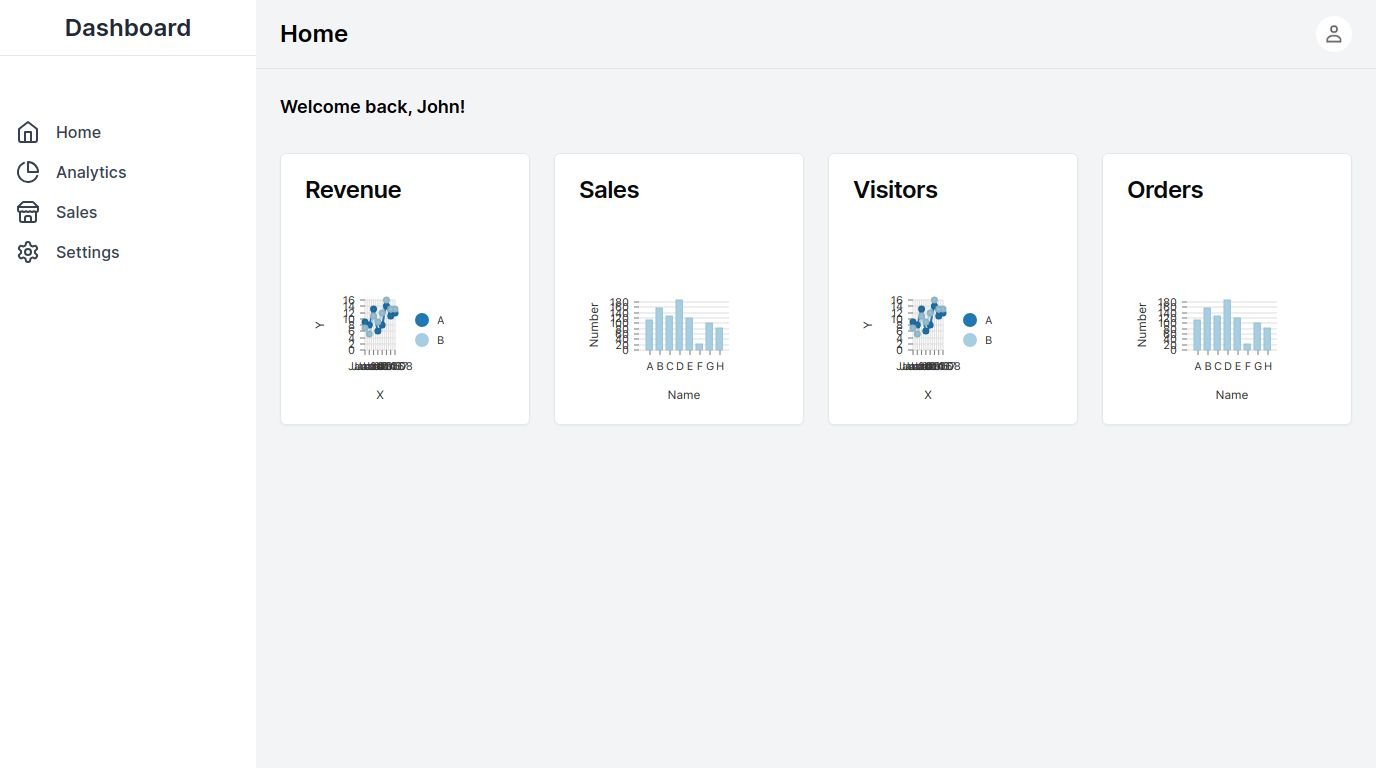 Dashboard
Home
Analytics
Sales
Settings
Home
Welcome back, John!
Revenue
16
14
12
10
8
6
4
2
0
Y
X
A
B
Sales
180
160
140
120
100
80
60
40
20
0
Number
A B C D E F G H
Name
Visitors
16
14
12
10
8
6
4
2
0
Y
X
A
B
Orders
180
160
140
120
100
80
60
40
20
0
Number
A B C D E F G H
Name